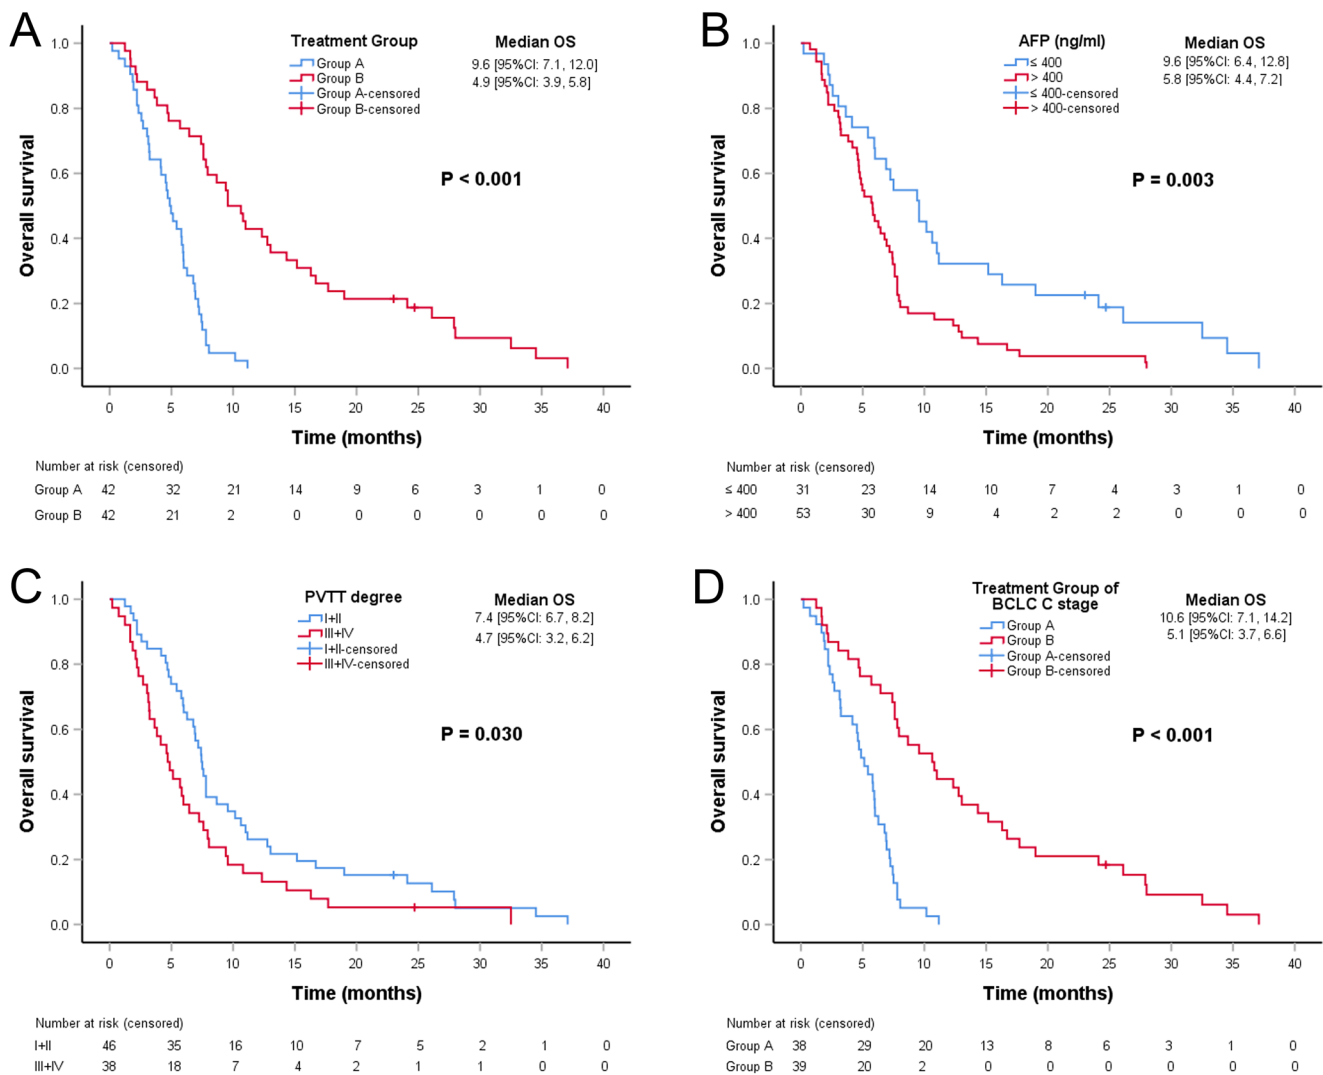 A
Treatment Group
Group A
Group B
Group A-censored
Group B-censored
Median OS
9.6 [95%CI: 7.1, 12.0]
4.9 [95%CI: 3.9, 5.8]
P < 0.001
Overall survival
1.0
0.8
0.6
0.4
0.2
0.0
0 5 10 15 20 25 30 35 40
Time (months)
Number at risk (censored)
Group A 42 32 21 14 9 6 3 1 0
Group B 42 21 2 0 0 0 0 0 0
B
AFP (ng/ml)
≤ 400
> 400
≤ 400-censored
> 400-censored
Median OS
9.6 [95%CI: 6.4, 12.8]
5.8 [95%CI: 4.4, 7.2]
P = 0.003
Overall survival
1.0
0.8
0.6
0.4
0.2
0.0
0 5 10 15 20 25 30 35 40
Time (months)
Number at risk (censored)
≤ 400 31 23 14 10 7 4 3 1 0
> 400 53 30 9 4 2 2 0 0 0
C
PVTT degree
I+II
III+IV
I+II-censored
III+IV-censored
Median OS
7.4 [95%CI: 6.7, 8.2]
4.7 [95%CI: 3.2, 6.2]
P = 0.030
Overall survival
1.0
0.8
0.6
0.4
0.2
0.0
0 5 10 15 20 25 30 35 40
Time (months)
Number at risk (censored)
I+II 46 35 16 10 7 5 2 1 0
III+IV 38 18 7 4 2 1 1 0 0
D
Treatment Group of
BCLC C stage
Group A
Group B
Group A-censored
Group B-censored
Median OS
10.6 [95%CI: 7.1, 14.2]
5.1 [95%CI: 3.7, 6.6]
P < 0.001
Overall survival
1.0
0.8
0.6
0.4
0.2
0.0
0 5 10 15 20 25 30 35 40
Time (months)
Number at risk (censored)
Group A 38 29 20 13 8 6 3 1 0
Group B 39 20 2 0 0 0 0 0 0